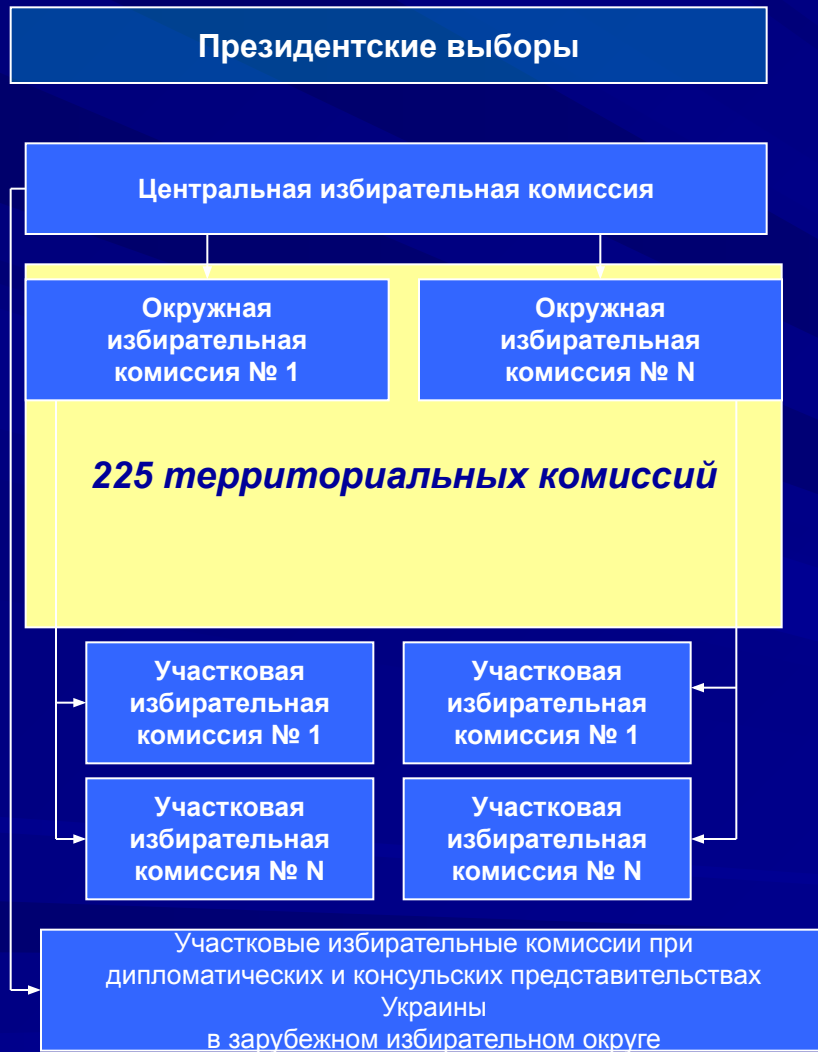 Президентские выборы
Центральная избирательная комиссия
Окружная
избирательная
комиссия № 1
Окружная
избирательная
комиссия № N
225 территориальных комиссий
Участковая
избирательная
комиссия № 1
Участковая
избирательная
комиссия № 1
Участковая
избирательная
комиссия № N
Участковая
избирательная
комиссия № N
Участковые избирательные комиссии при
дипломатических и консульских представительствах
Украины
в зарубежном избирательном округе